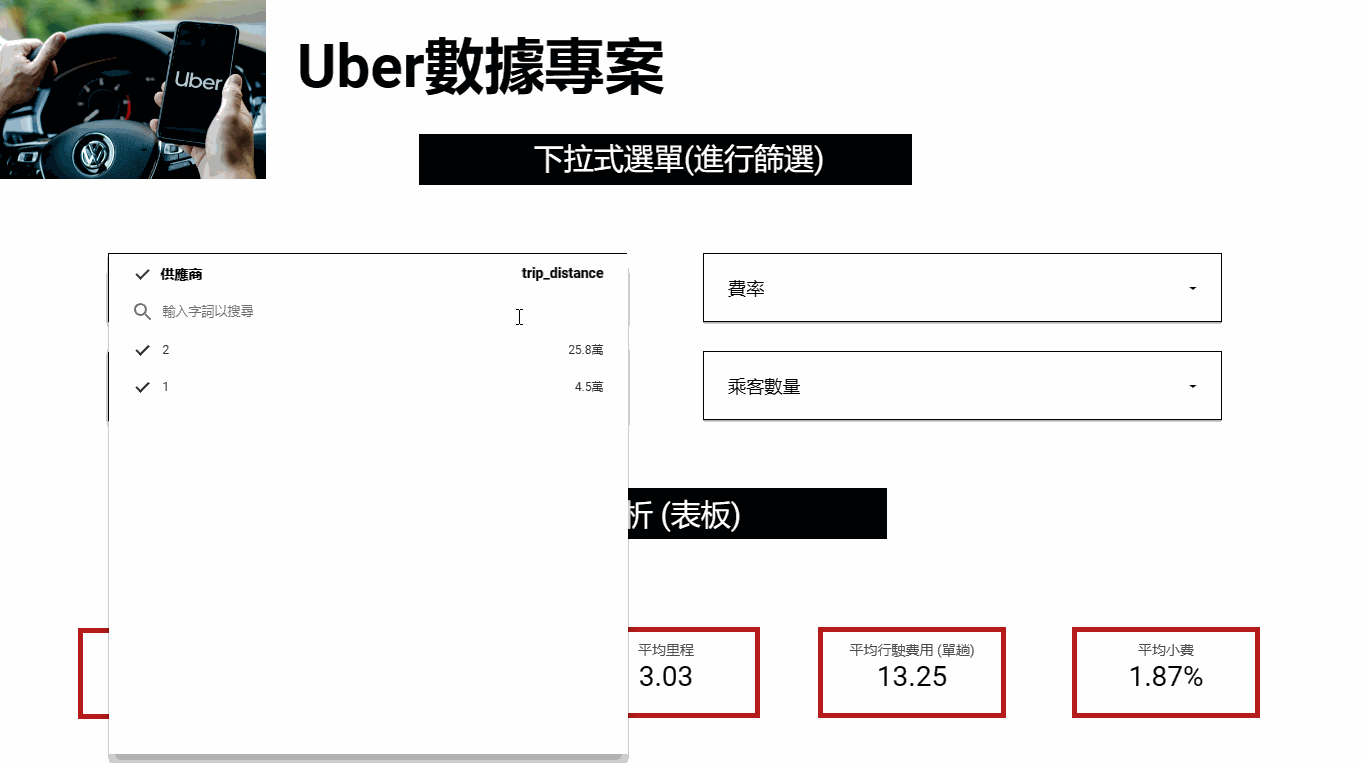 Uber
Uber數據專案
下拉式選單(進行篩選)
供應商 trip_distance
輸入字詞以搜尋
2 25.8萬
1 4.5萬
費率
乘客數量
析 (表板)
平均里程
3.03
平均行駛費用 (單趟)
13.25
平均小費
1.87%